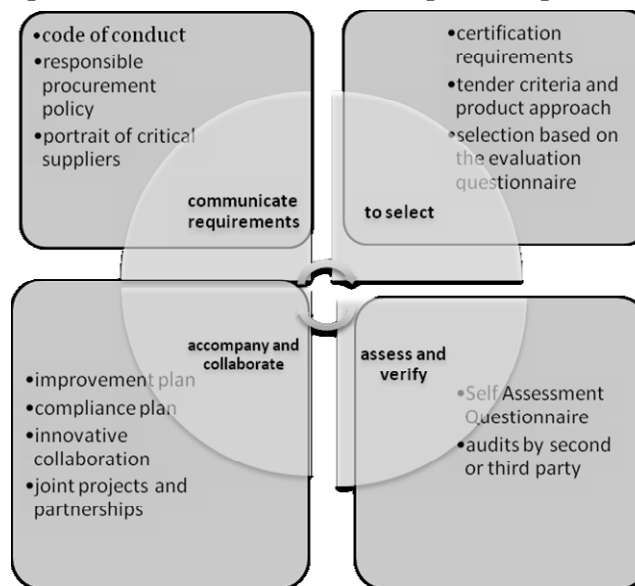 •code of conduct
•responsible
procurement
policy
•portrait of critical
suppliers
communicate
requirements
•certification
requirements
•tender criteria and
product approach
•selection based on
the evaluation
questionnaire
to select
accompany and
collaborate
•improvement plan
•compliance plan
•innovative
collaboration
•joint projects and
partnerships
assess and
verify
•Self Assessment
Questionnaire
•audits by second
or third party